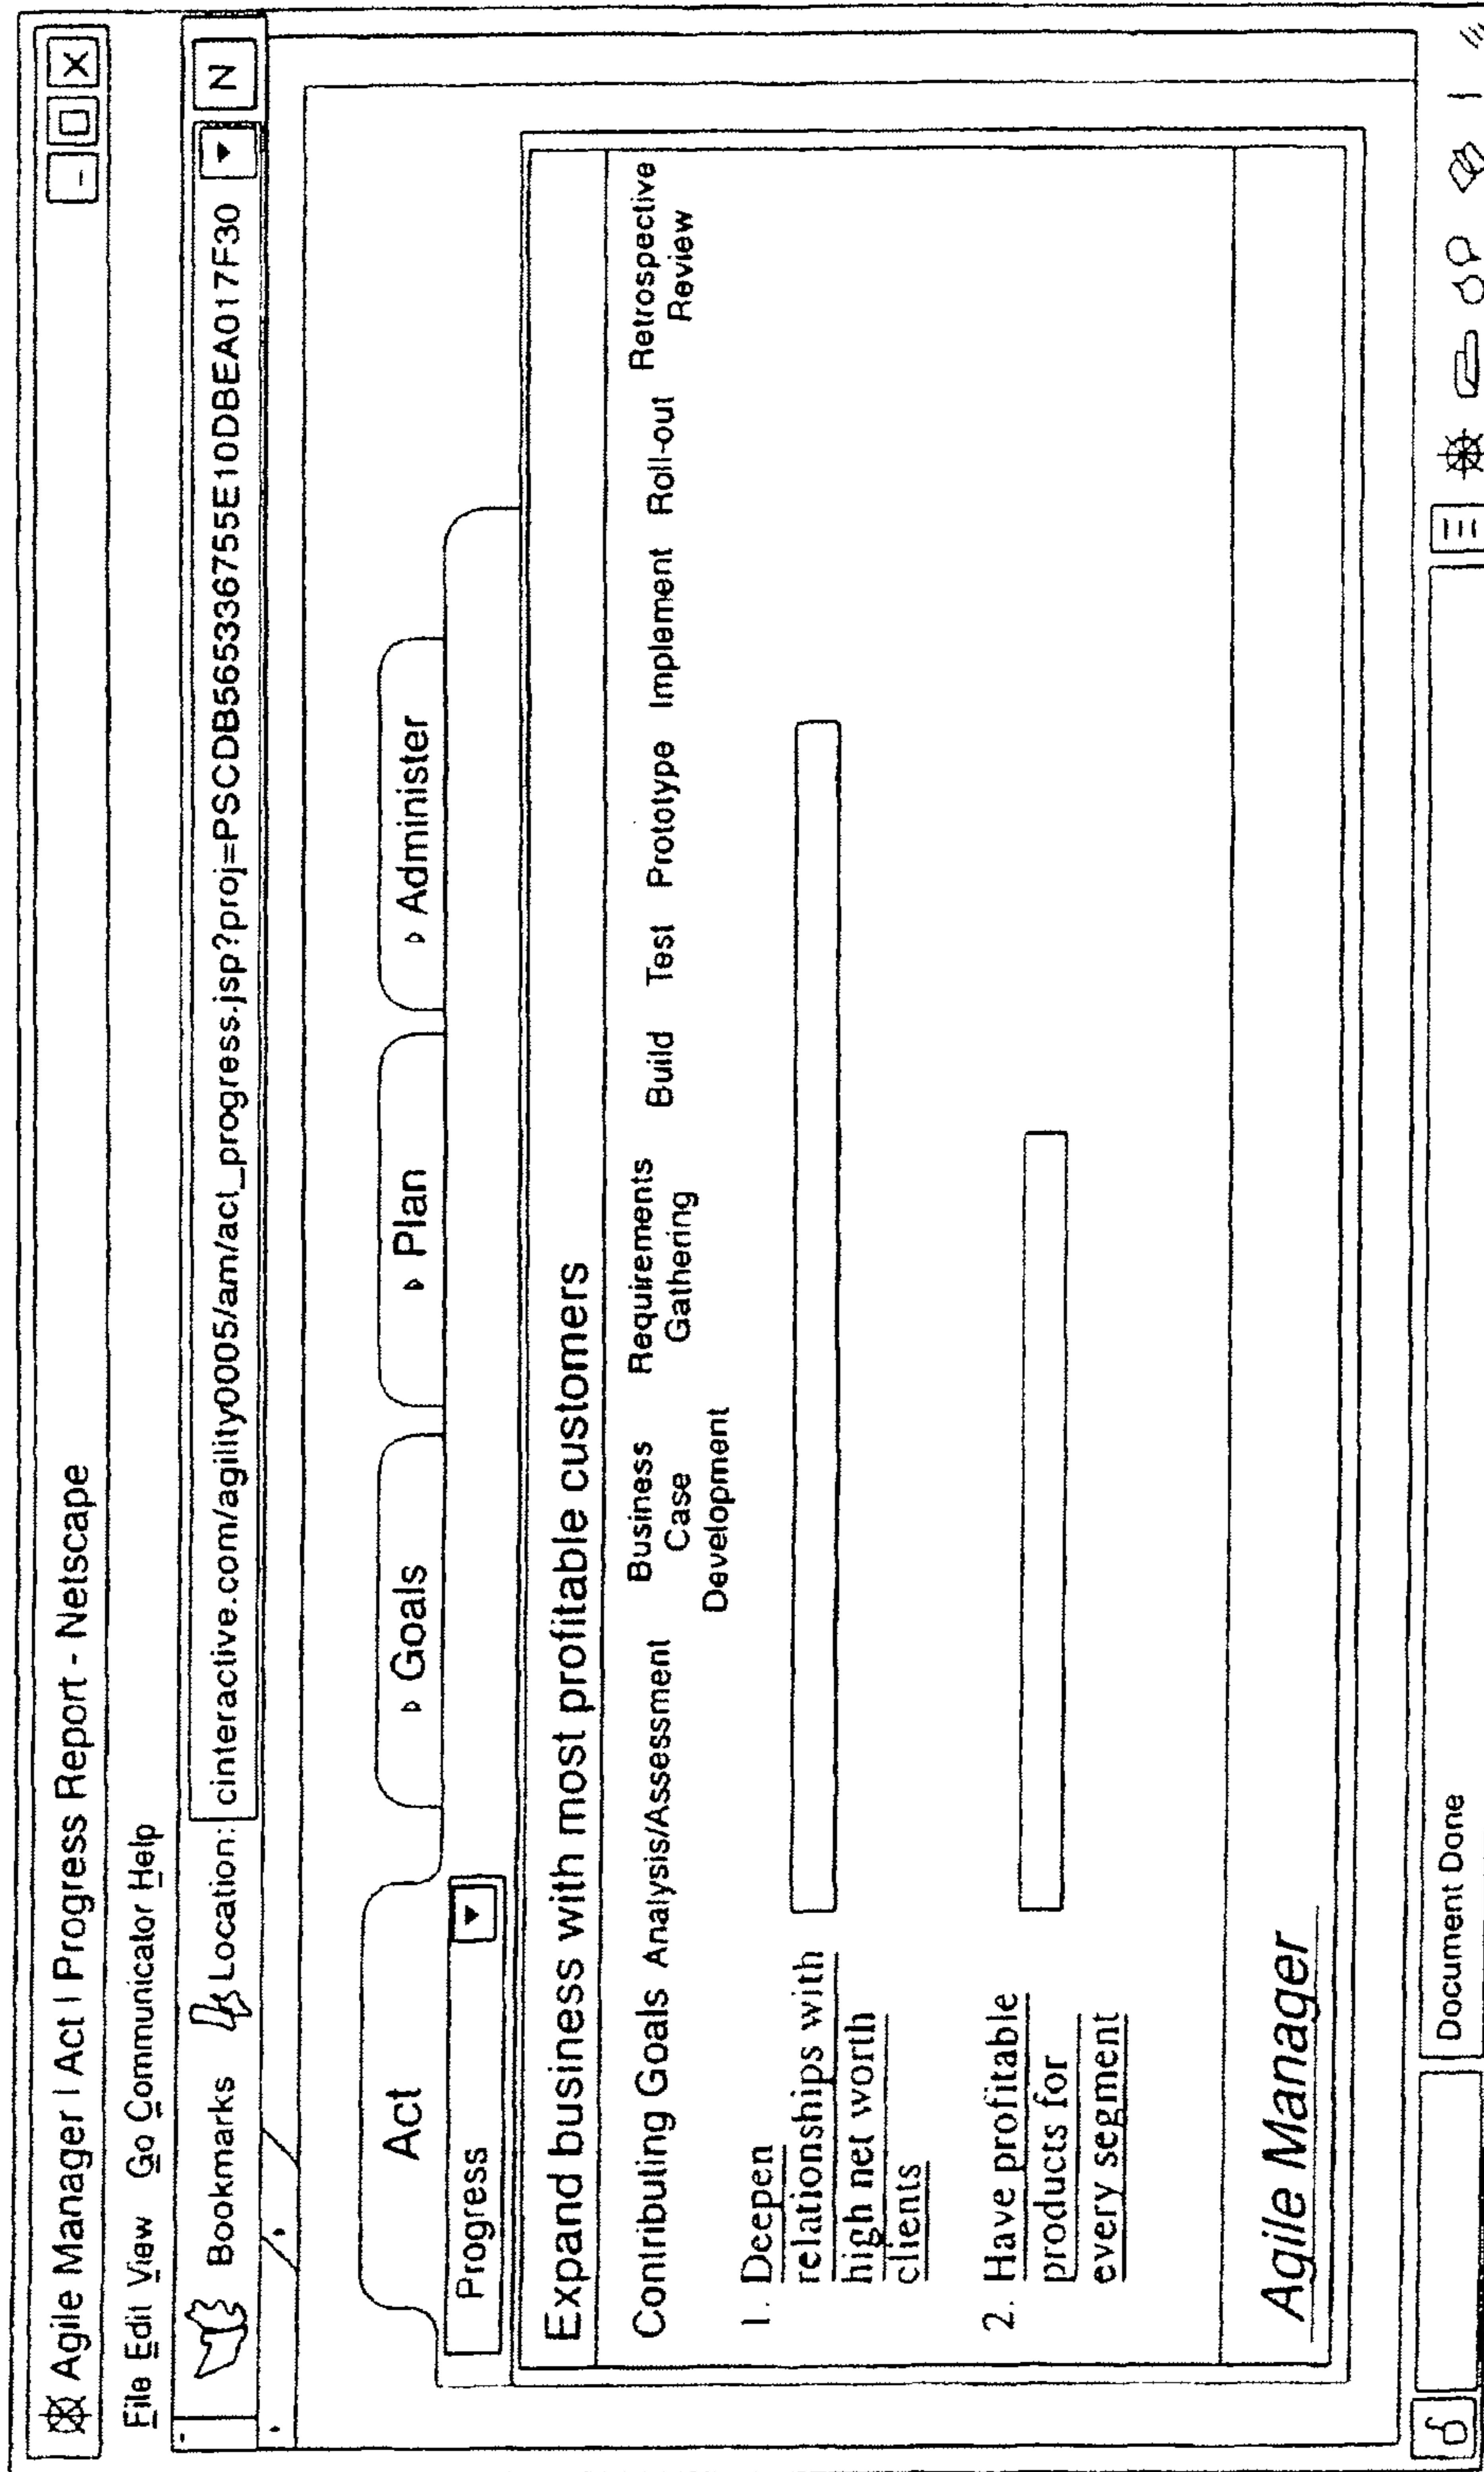 Agile Manager | Act | Progress Report - Netscape
File Edit View Go Communicator Help
Bookmarks Location: cinteractive.com/agility0005/am/act_progress.jsp?proj=PSCDB565336755E10DBEA017F30 N
Act Goals Plan Administer
Progress
Expand business with most profitable customers
Contributing Goals Analysis/Assessment Business Requirements Build Test Prototype Implement Roll-out Retrospective
Case Gathering Review
Development
1. Deepen
relationships with
high net worth
clients
2. Have profitable
products for
every segment
Agile Manager
Document Done